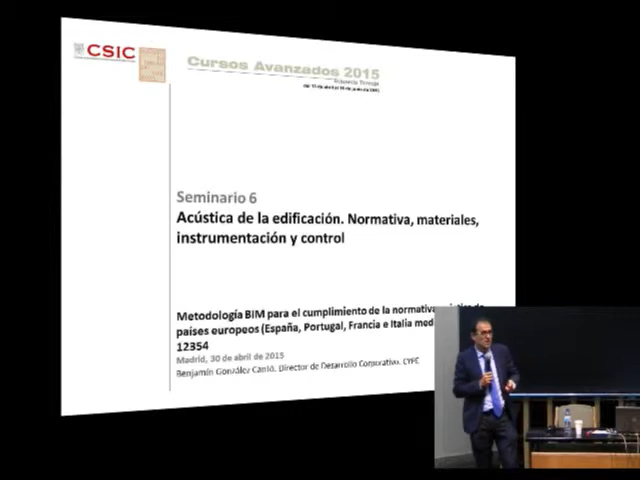 CSIC
Cursos Avanzados 2015
Seminario 6
Acústica de la edificación. Normativa, materiales,
instrumentación y control
Metodología BIM para el cumplimiento de la normativa
países europeos (España, Portugal, Francia e Italia
12354
Madrid, 30 de abril de 2015
Benjamín González Cantó, Director de Desarrollo Corporativo. CYPE